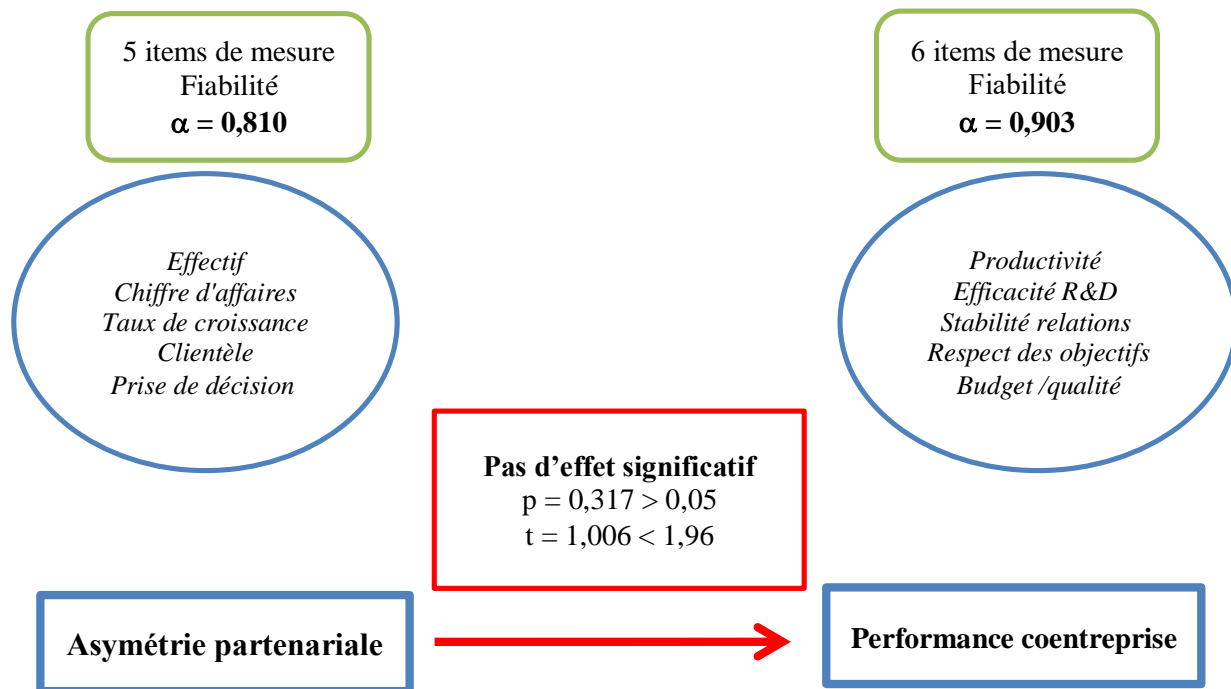 5 items de mesure
Fiabilité
α = 0,810
6 items de mesure
Fiabilité
α = 0,903
Effectif
Chiffre d'affaires
Taux de croissance
Clientèle
Prise de décision
Productivité
Efficacité R&D
Stabilité relations
Respect des objectifs
Budget /qualité
Pas d’effet significatif
p = 0,317 > 0,05
t = 1,006 < 1,96
Asymétrie partenariale
Performance coentreprise